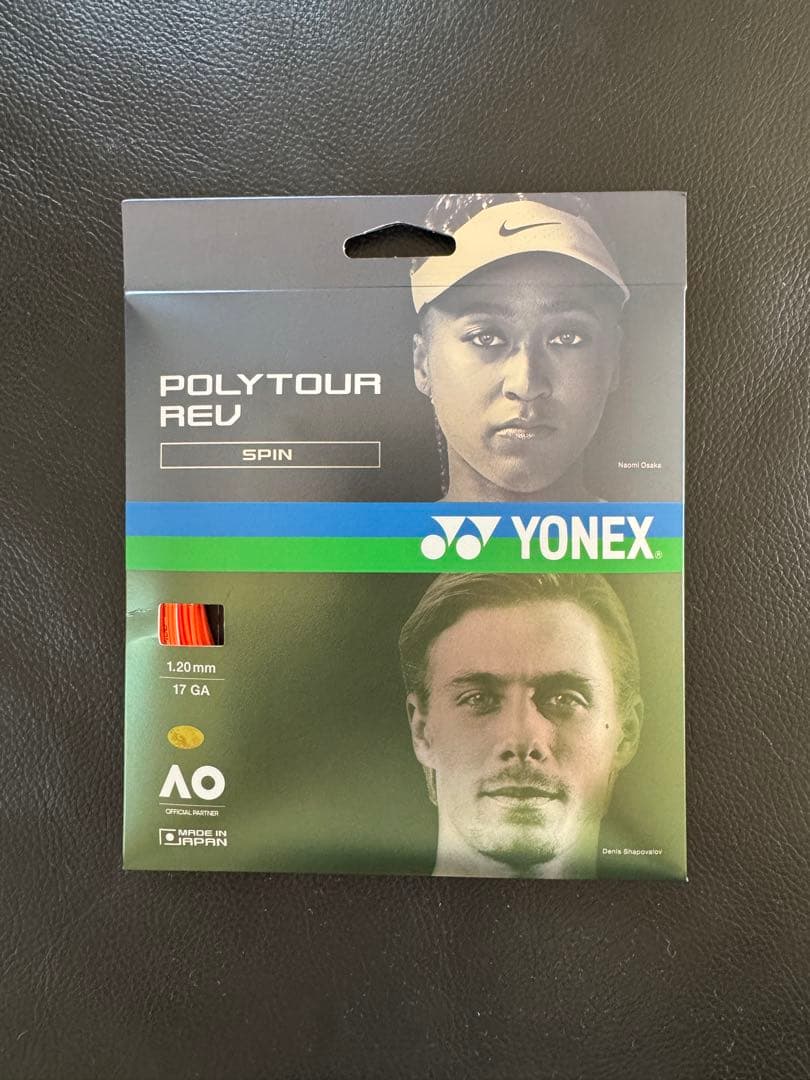 POLYTOUR
REV
SPIN
Naomi Osaka
YONEX®
1.20mm
17 GA
AO
OFFICIAL PARTNER
MADE IN
JAPAN
Denis Shapovalov